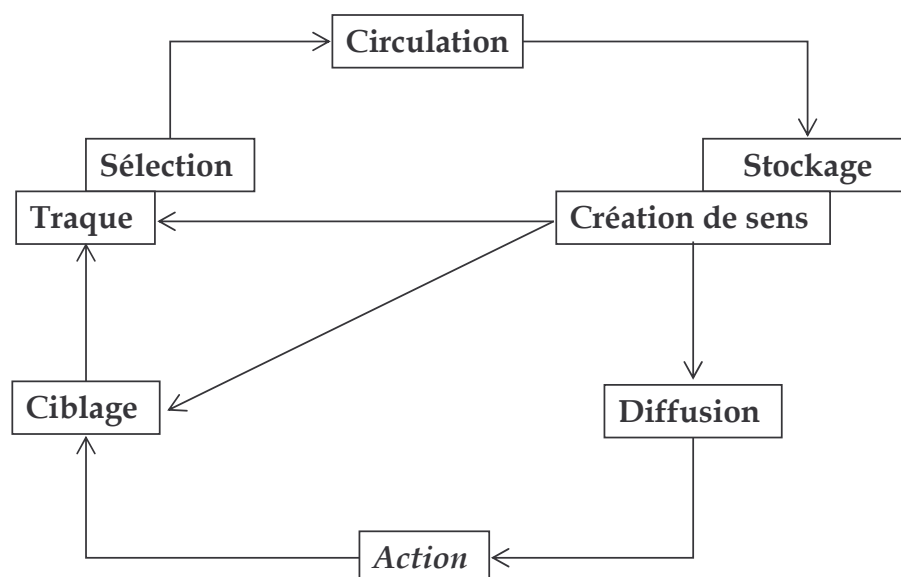 Circulation
Sélection
Stockage
Traque
Création de sens
Ciblage
Diffusion
Action